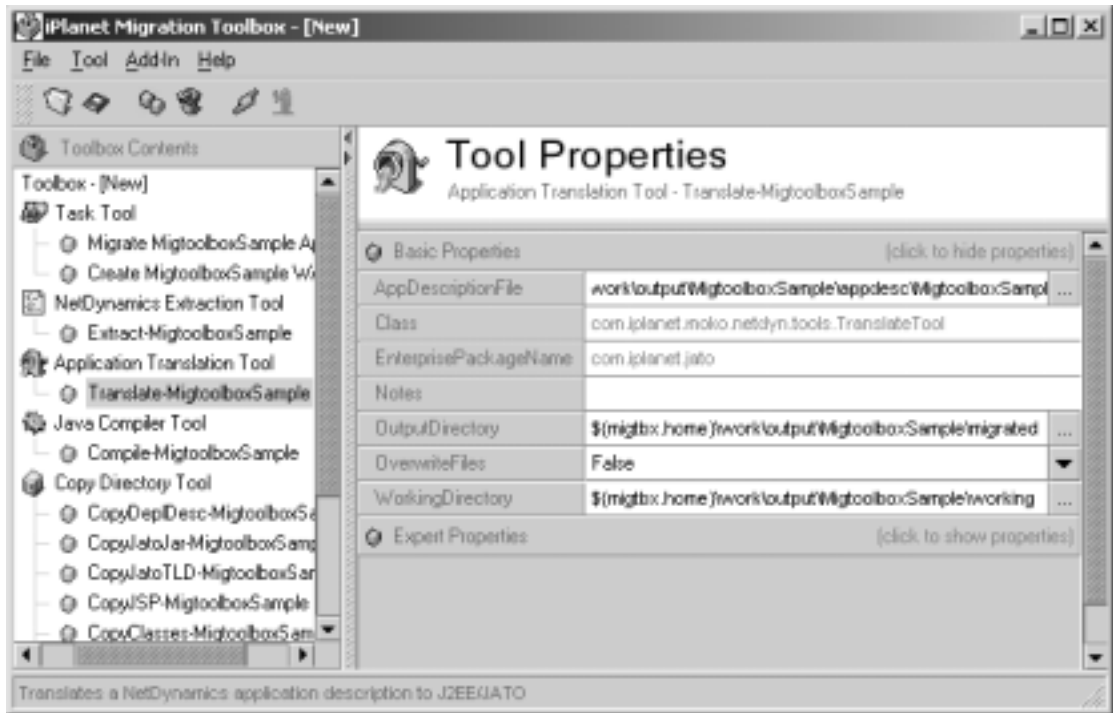 iPlanet Migration Toolbox - [New]
File Tool Add-In Help
Toolbox Contents
Toolbox - [New]
Task Tool
Migrate MigtoolboxSample Ap
Create MigtoolboxSample Wa
NetDynamics Extraction Tool
Extract-MigtoolboxSample
Application Translation Tool
Translate-MigtoolboxSample
Java Compiler Tool
Compile-MigtoolboxSample
Copy Directory Tool
CopyDeplDesc-MigtoolboxSa
CopyJatoJar-MigtoolboxSamp
CopyJatoTLD-MigtoolboxSar
CopyJSP-MigtoolboxSample
CopyClasses-MigtoolboxSam
Tool Properties
Application Translation Tool - Translate-MigtoolboxSample
Basic Properties (click to hide properties)
AppDescriptionFile work\output\MigtoolboxSample\appdesc\MigtoolboxSampl ...
Class com.iplanet.moko.netdyn.tools.TranslateTool
EnterprisePackageName com.iplanet.jato
Notes
OutputDirectory $(migtbx.home)\work\output\MigtoolboxSample\migrated ...
OverwriteFiles False
WorkingDirectory $(migtbx.home)\work\output\MigtoolboxSample\working ...
Expert Properties (click to show properties)
Translates a NetDynamics application description to J2EE/JATO